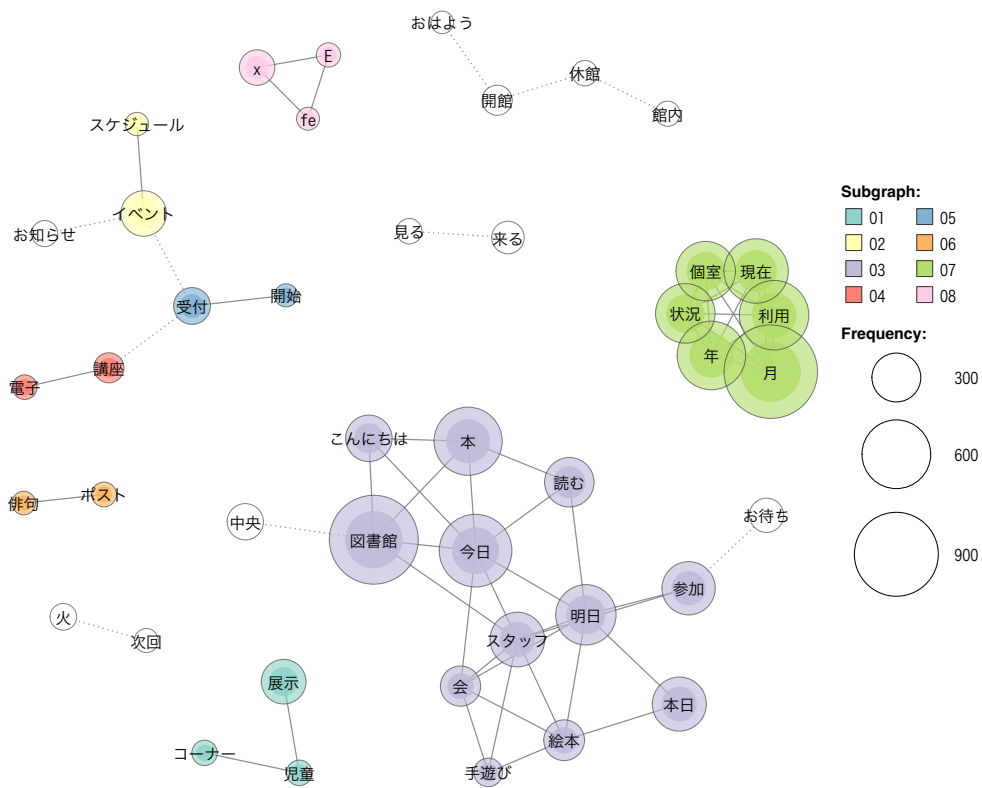 おはよう
x
E
休館
開館
館内
fe
スケジュール
イベント
お知らせ
見る
来る
Subgraph:
01
05
02
06
03
07
04
08
個室
現在
状況
利用
年
月
受付
開始
Frequency:
300
600
900
講座
電子
こんにちは
本
読む
俳句
ポスト
中央
図書館
今日
お待ち
参加
火
次回
明日
スタッフ
展示
会
本日
絵本
コーナー
児童
手遊び